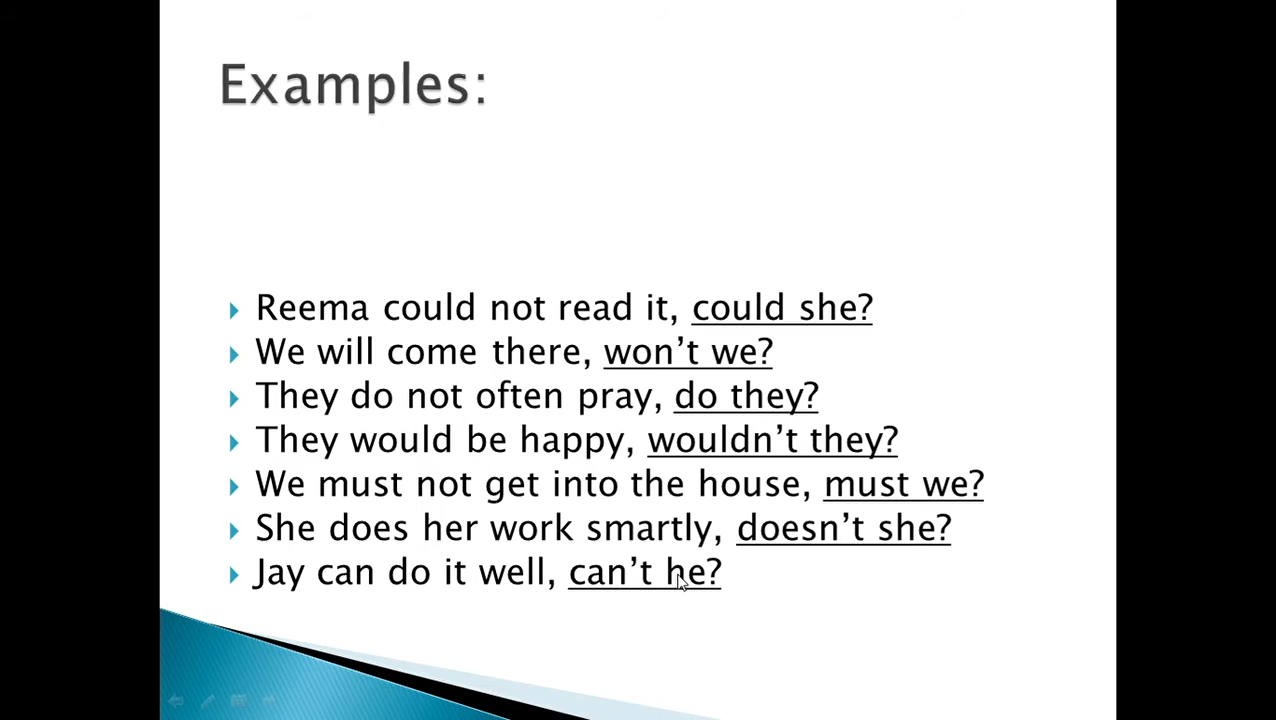 Examples:
Reema could not read it, could she?
We will come there, won’t we?
They do not often pray, do they?
They would be happy, wouldn’t they?
We must not get into the house, must we?
She does her work smartly, doesn’t she?
Jay can do it well, can’t he?